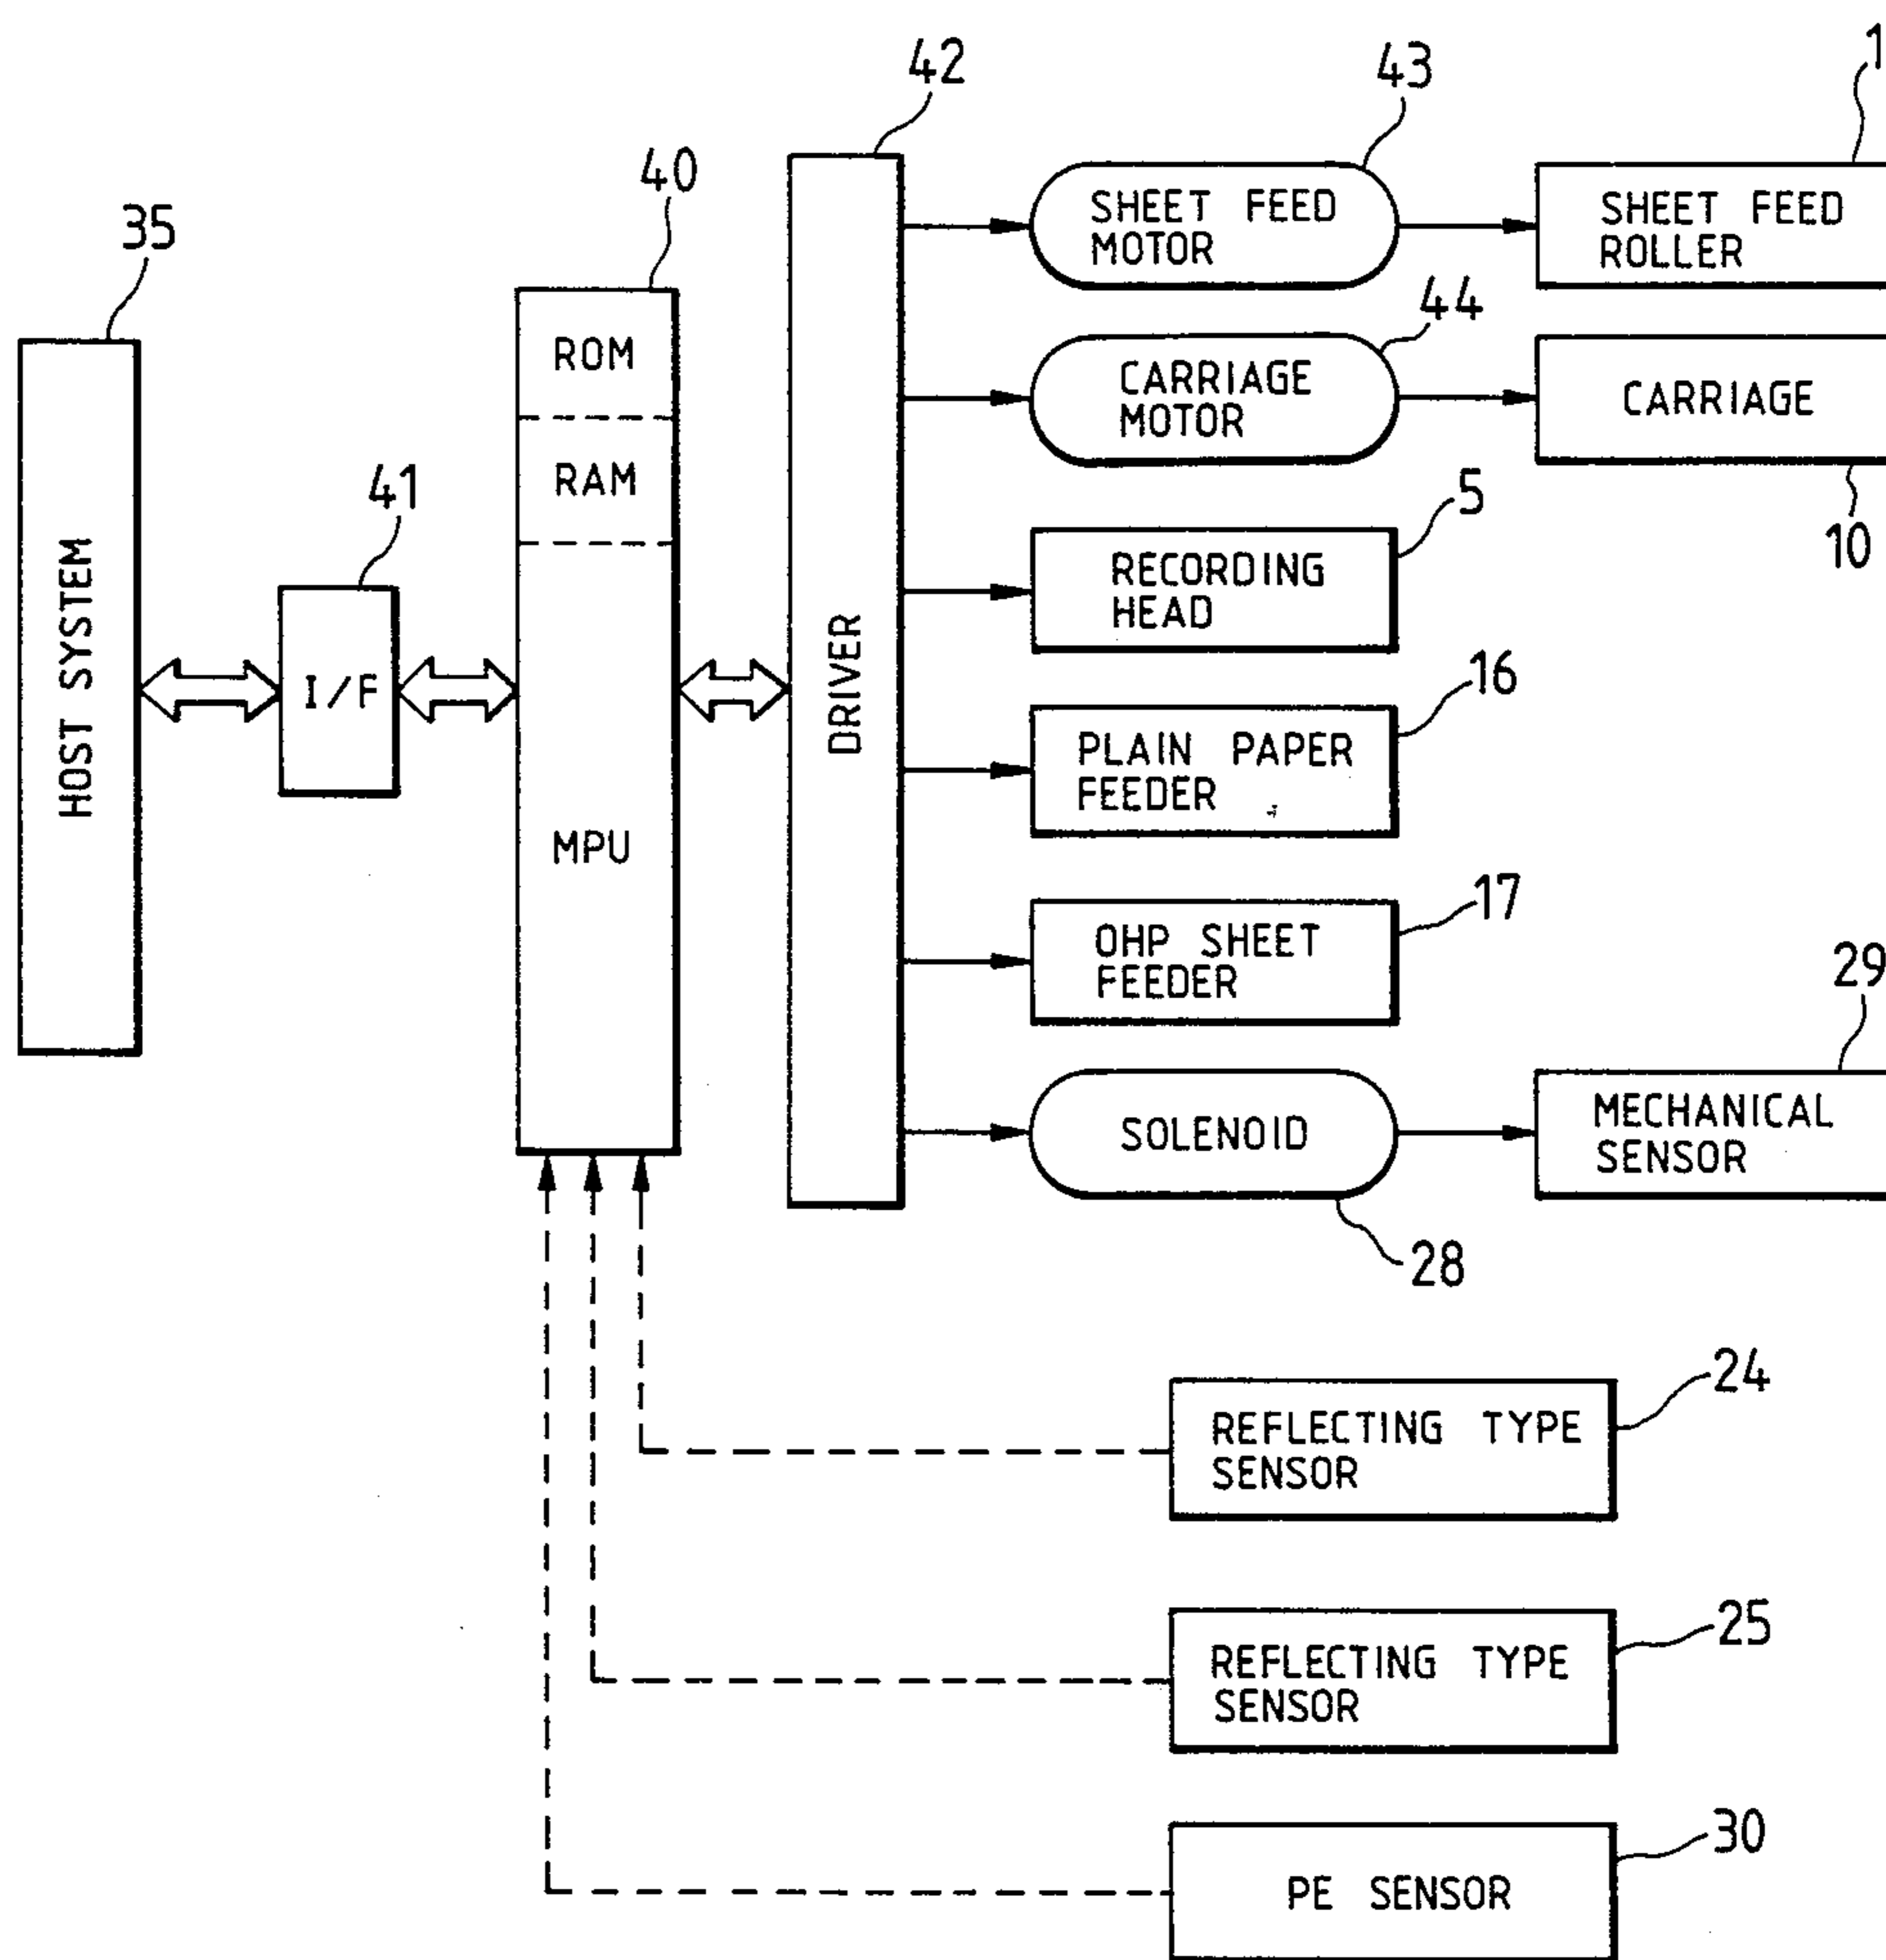 42
43
1
40
35
SHEET FEED
MOTOR
SHEET FEED
ROLLER
44
ROM
CARRIAGE
MOTOR
CARRIAGE
RAM
41
5
10
RECORDING
HEAD
HOST SYSTEM
I/F
DRIVER
16
PLAIN PAPER
FEEDER
MPU
17
OHP SHEET
FEEDER
29
SOLENOID
MECHANICAL
SENSOR
28
24
REFLECTING TYPE
SENSOR
25
REFLECTING TYPE
SENSOR
30
PE SENSOR